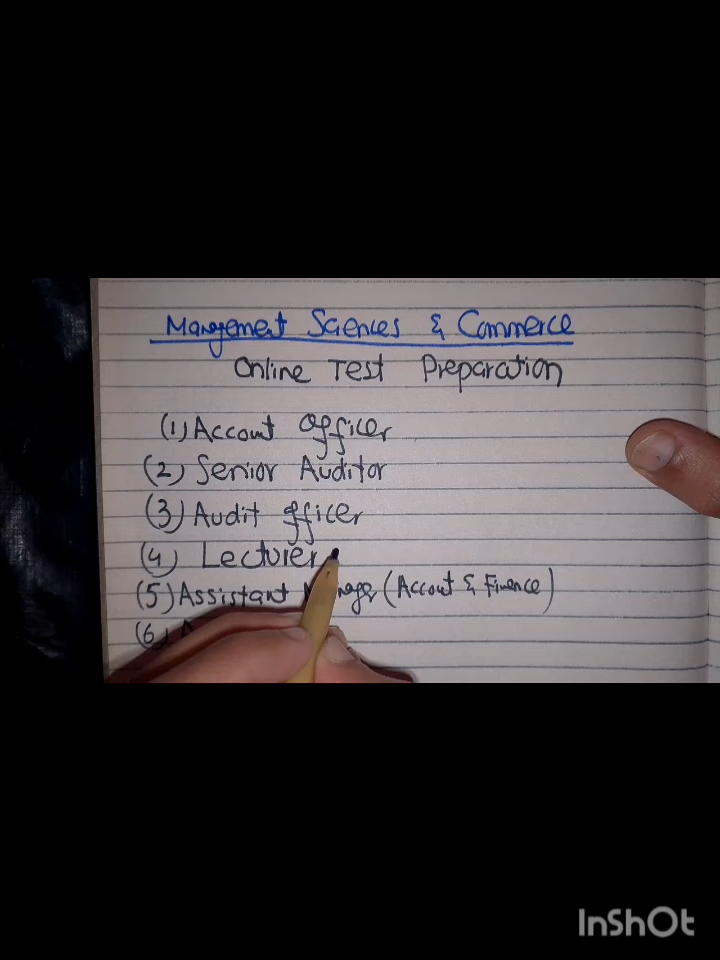 Mangement Sciences & Commerce
Online Test Preparation
(1) Account Officer
(2) Senior Auditor
(3) Audit officer
(4) Lecturer
(5) Assistant (Accout & Finance)
(6)
InShOt